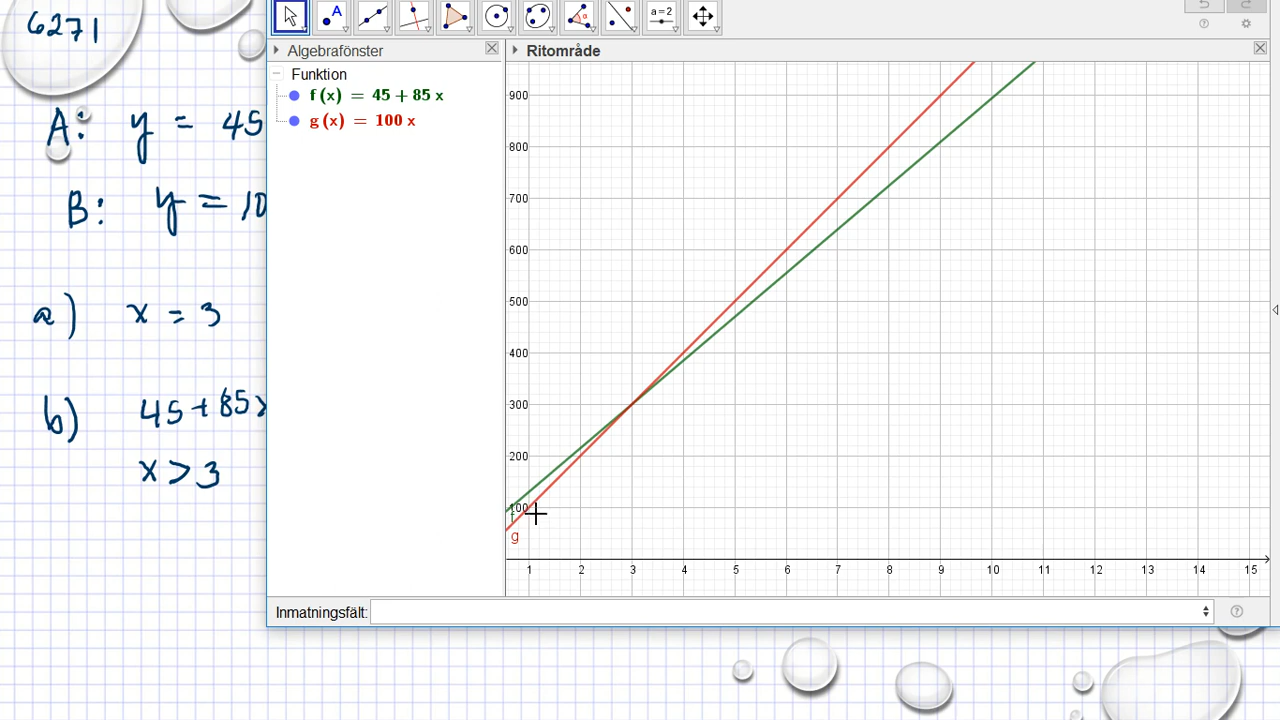 6271
A: y = 45
B: y = 10
a) x = 3
b) 45+85x
x > 3
a=2
Algebrafönster
Ritområde
Funktion
f(x) = 45 + 85 x
g(x) = 100 x
900
800
700
600
500
400
300
200
100
f
g
1 2 3 4 5 6 7 8 9 10 11 12 13 14 15
Inmatningsfält: